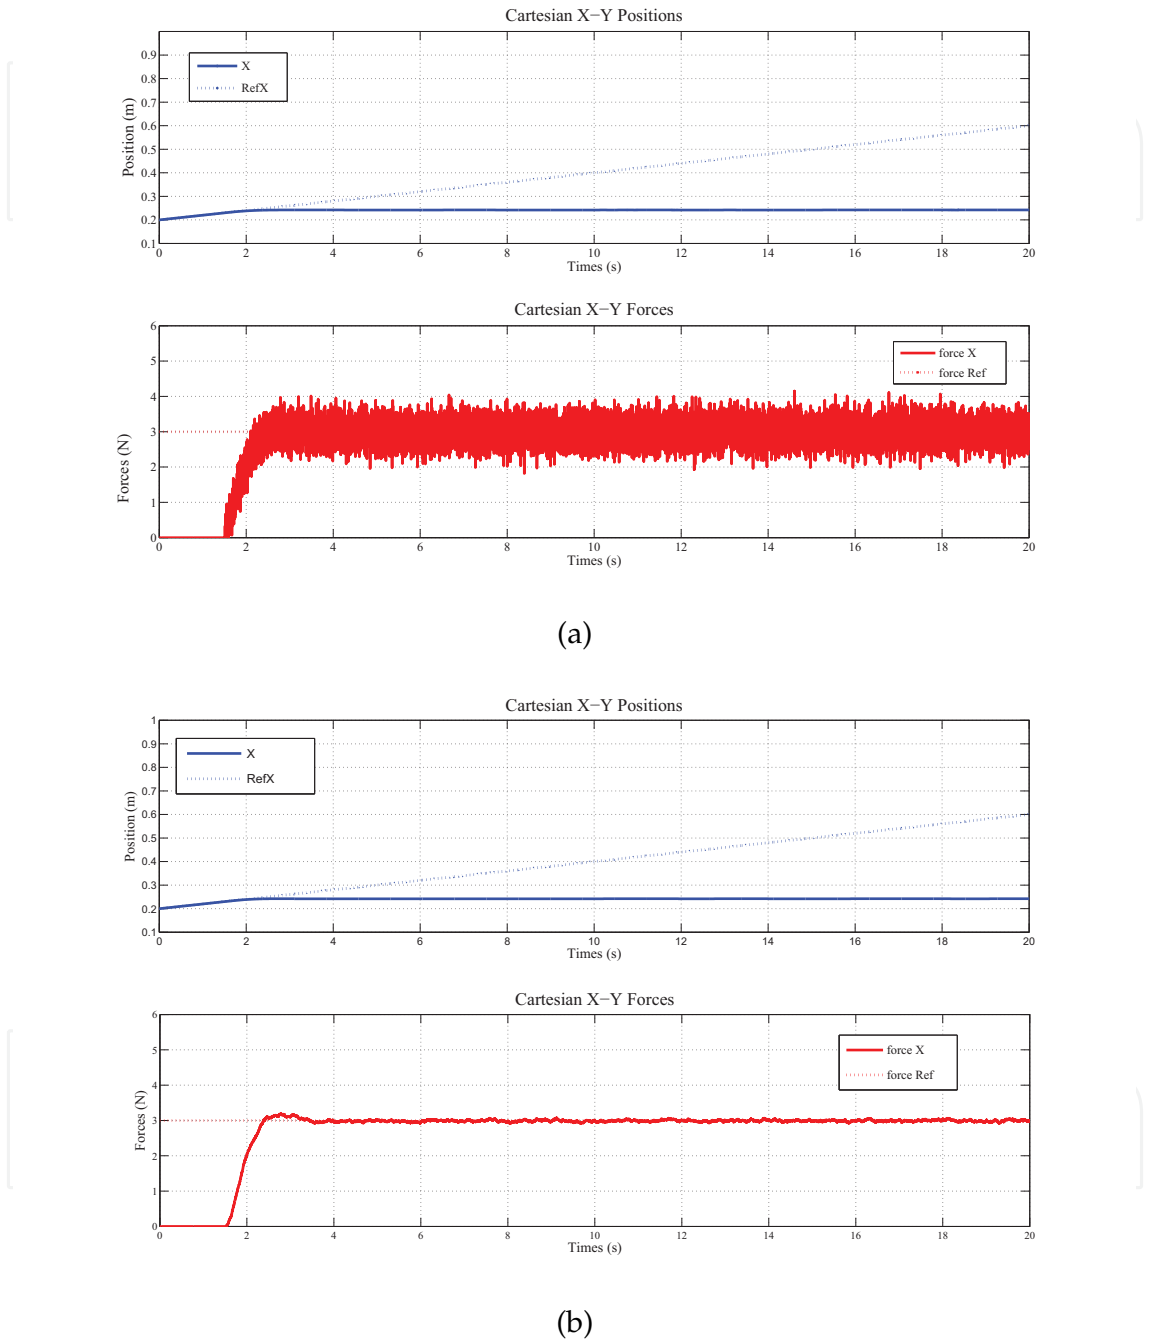 Cartesian X−Y Positions
0.9
0.8
0.7
0.6
0.5
0.4
0.3
0.2
0.1
Position (m)
X
RefX
0 2 4 6 8 10 12 14 16 18 20
Times (s)
Cartesian X−Y Forces
6
5
4
3
2
1
0
Forces (N)
force X
force Ref
0 2 4 6 8 10 12 14 16 18 20
Times (s)
(a)
Cartesian X−Y Positions
1
0.9
0.8
0.7
0.6
0.5
0.4
0.3
0.2
0.1
Position (m)
X
RefX
0 2 4 6 8 10 12 14 16 18 20
Times (s)
Cartesian X−Y Forces
6
5
4
3
2
1
0
Forces (N)
force X
force Ref
0 2 4 6 8 10 12 14 16 18 20
Times (s)
(b)